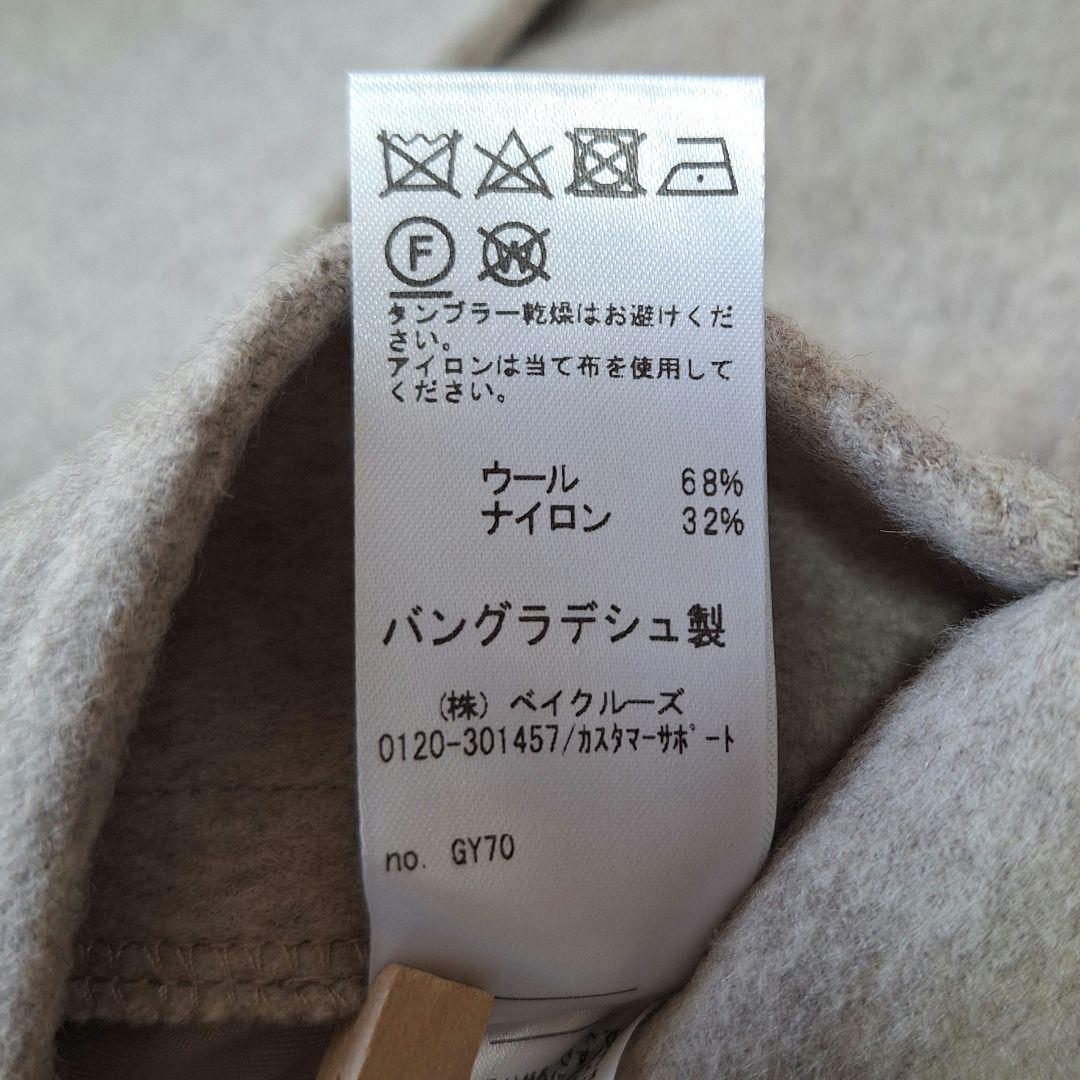 F W
タンブラー乾燥はお避けくだ
さい。
アイロンは当て布を使用して
ください。
ウール 68%
ナイロン 32%
バングラデシュ製
(株) ベイクルーズ
0120-301457/カスタマーサポート
no. GY70